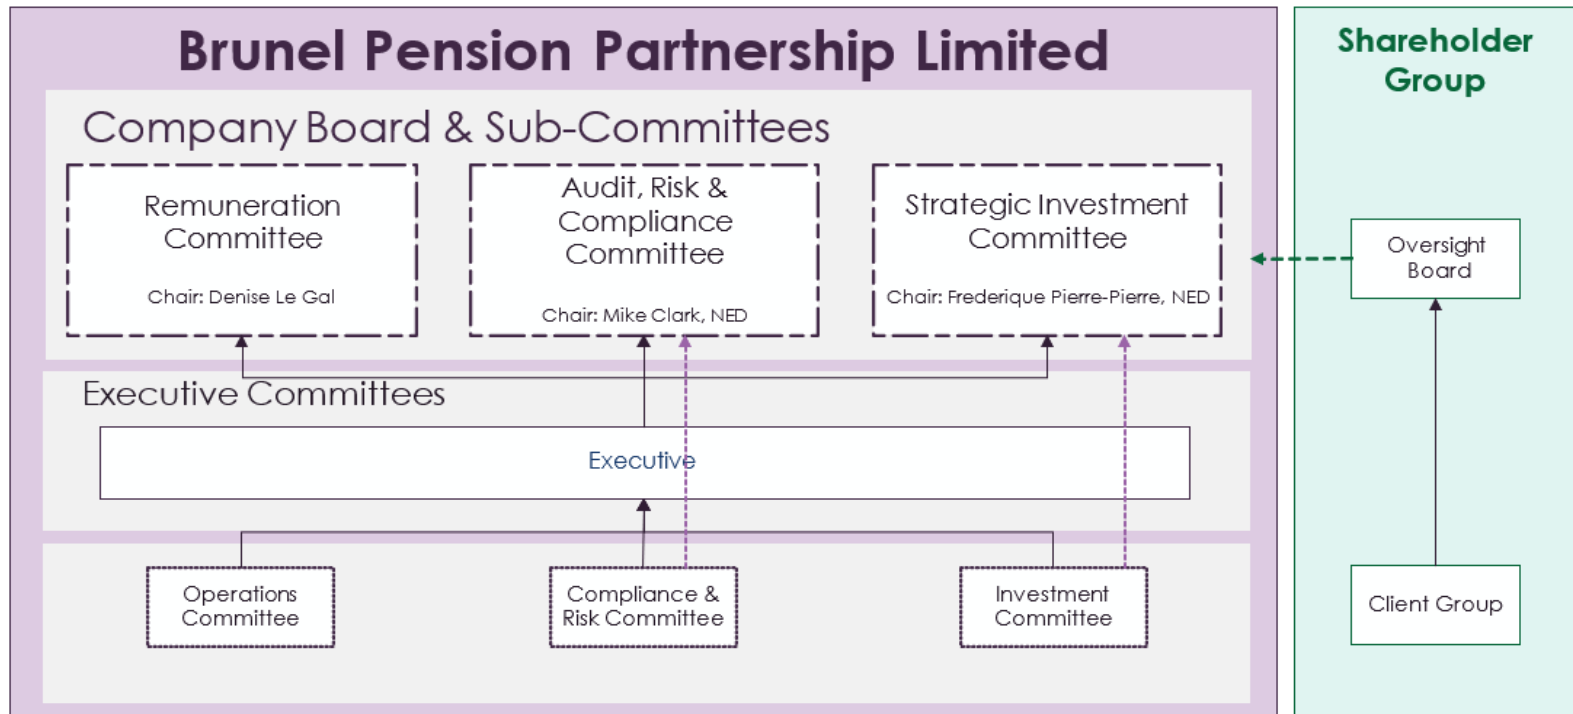 Brunel Pension Partnership Limited
Company Board & Sub-Committees
Remuneration
Committee
Chair: Denise Le Gal
Audit, Risk &
Compliance
Committee
Chair: Mike Clark, NED
Strategic Investment
Committee
Chair: Frederique Pierre-Pierre, NED
Executive Committees
Executive
Operations
Committee
Compliance &
Risk Committee
Investment
Committee
Shareholder
Group
Oversight
Board
Client Group